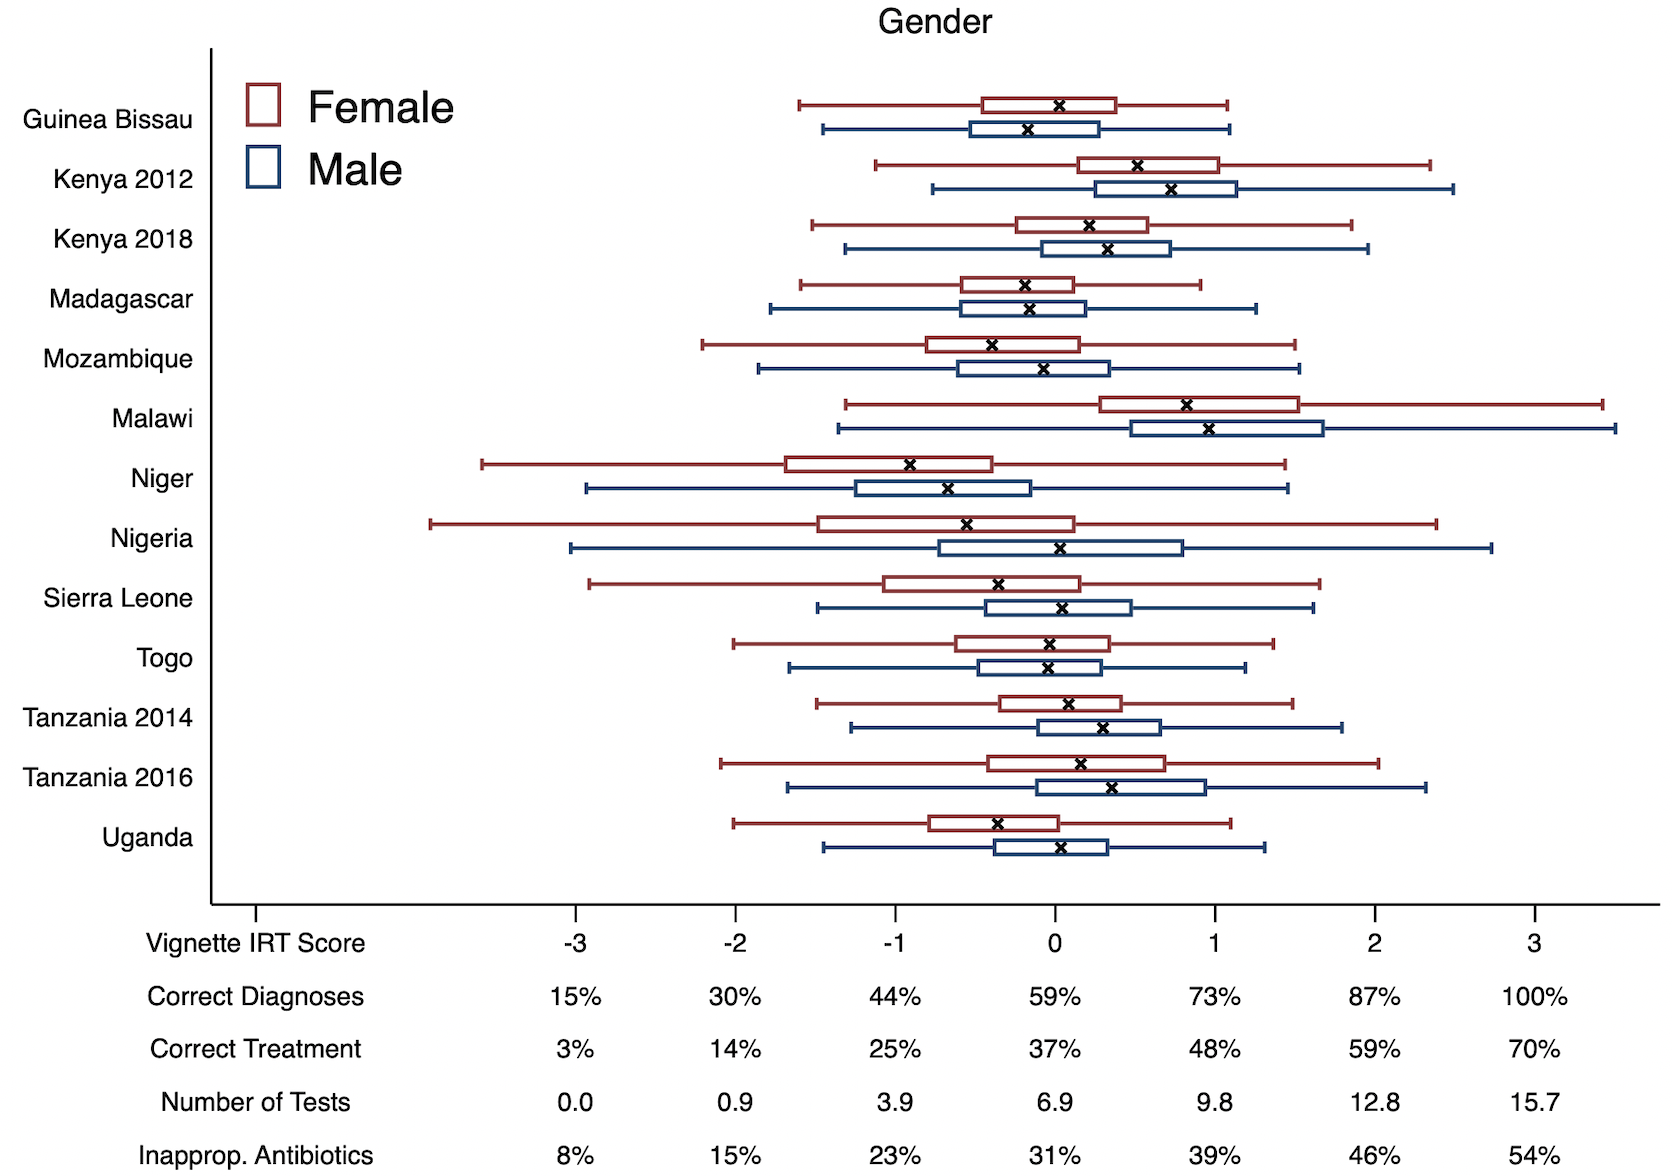 Gender
Female
Male
Guinea Bissau
Kenya 2012
Kenya 2018
Madagascar
Mozambique
Malawi
Niger
Nigeria
Sierra Leone
Togo
Tanzania 2014
Tanzania 2016
Uganda
Vignette IRT Score -3 -2 -1 0 1 2 3
Correct Diagnoses 15% 30% 44% 59% 73% 87% 100%
Correct Treatment 3% 14% 25% 37% 48% 59% 70%
Number of Tests 0.0 0.9 3.9 6.9 9.8 12.8 15.7
Inapprop. Antibiotics 8% 15% 23% 31% 39% 46% 54%